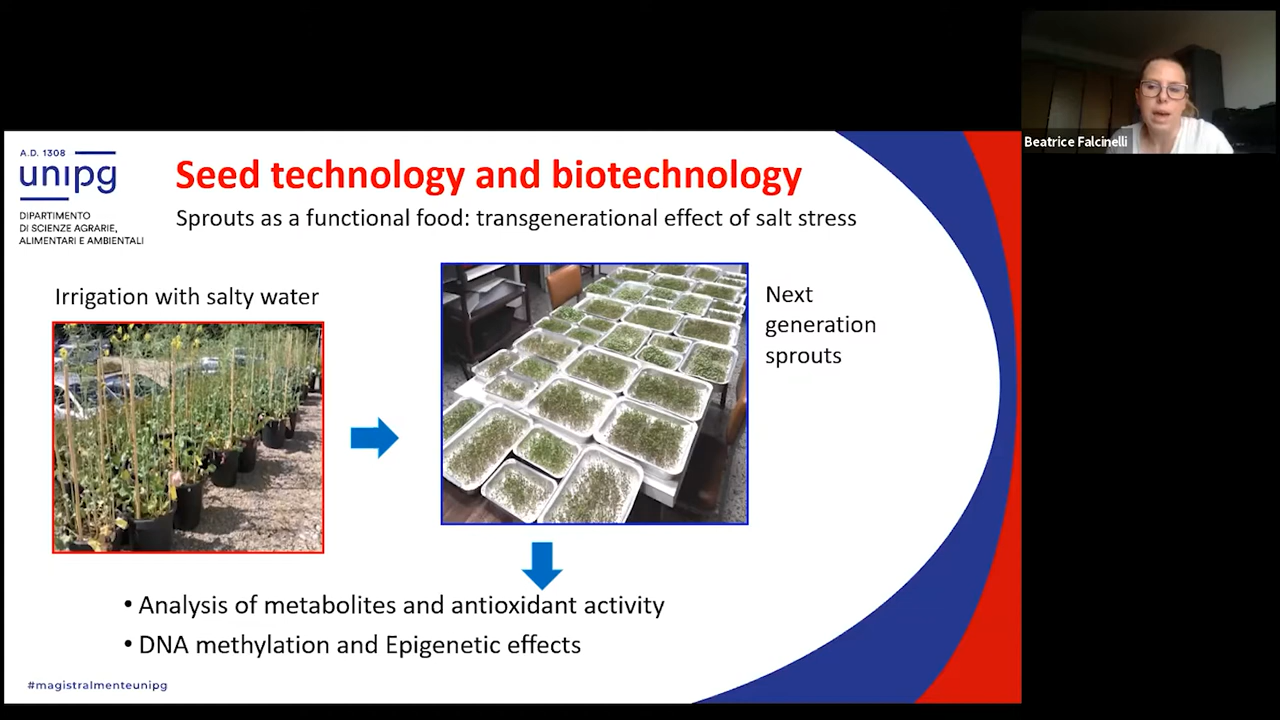 A.D. 1308
unipg
DIPARTIMENTO
DI SCIENZE AGRARIE,
ALIMENTARI E AMBIENTALI
Seed technology and biotechnology
Sprouts as a functional food: transgenerational effect of salt stress
Beatrice Falcinelli
Irrigation with salty water
Next
generation
sprouts
• Analysis of metabolites and antioxidant activity
• DNA methylation and Epigenetic effects
#magistralmenteunipg